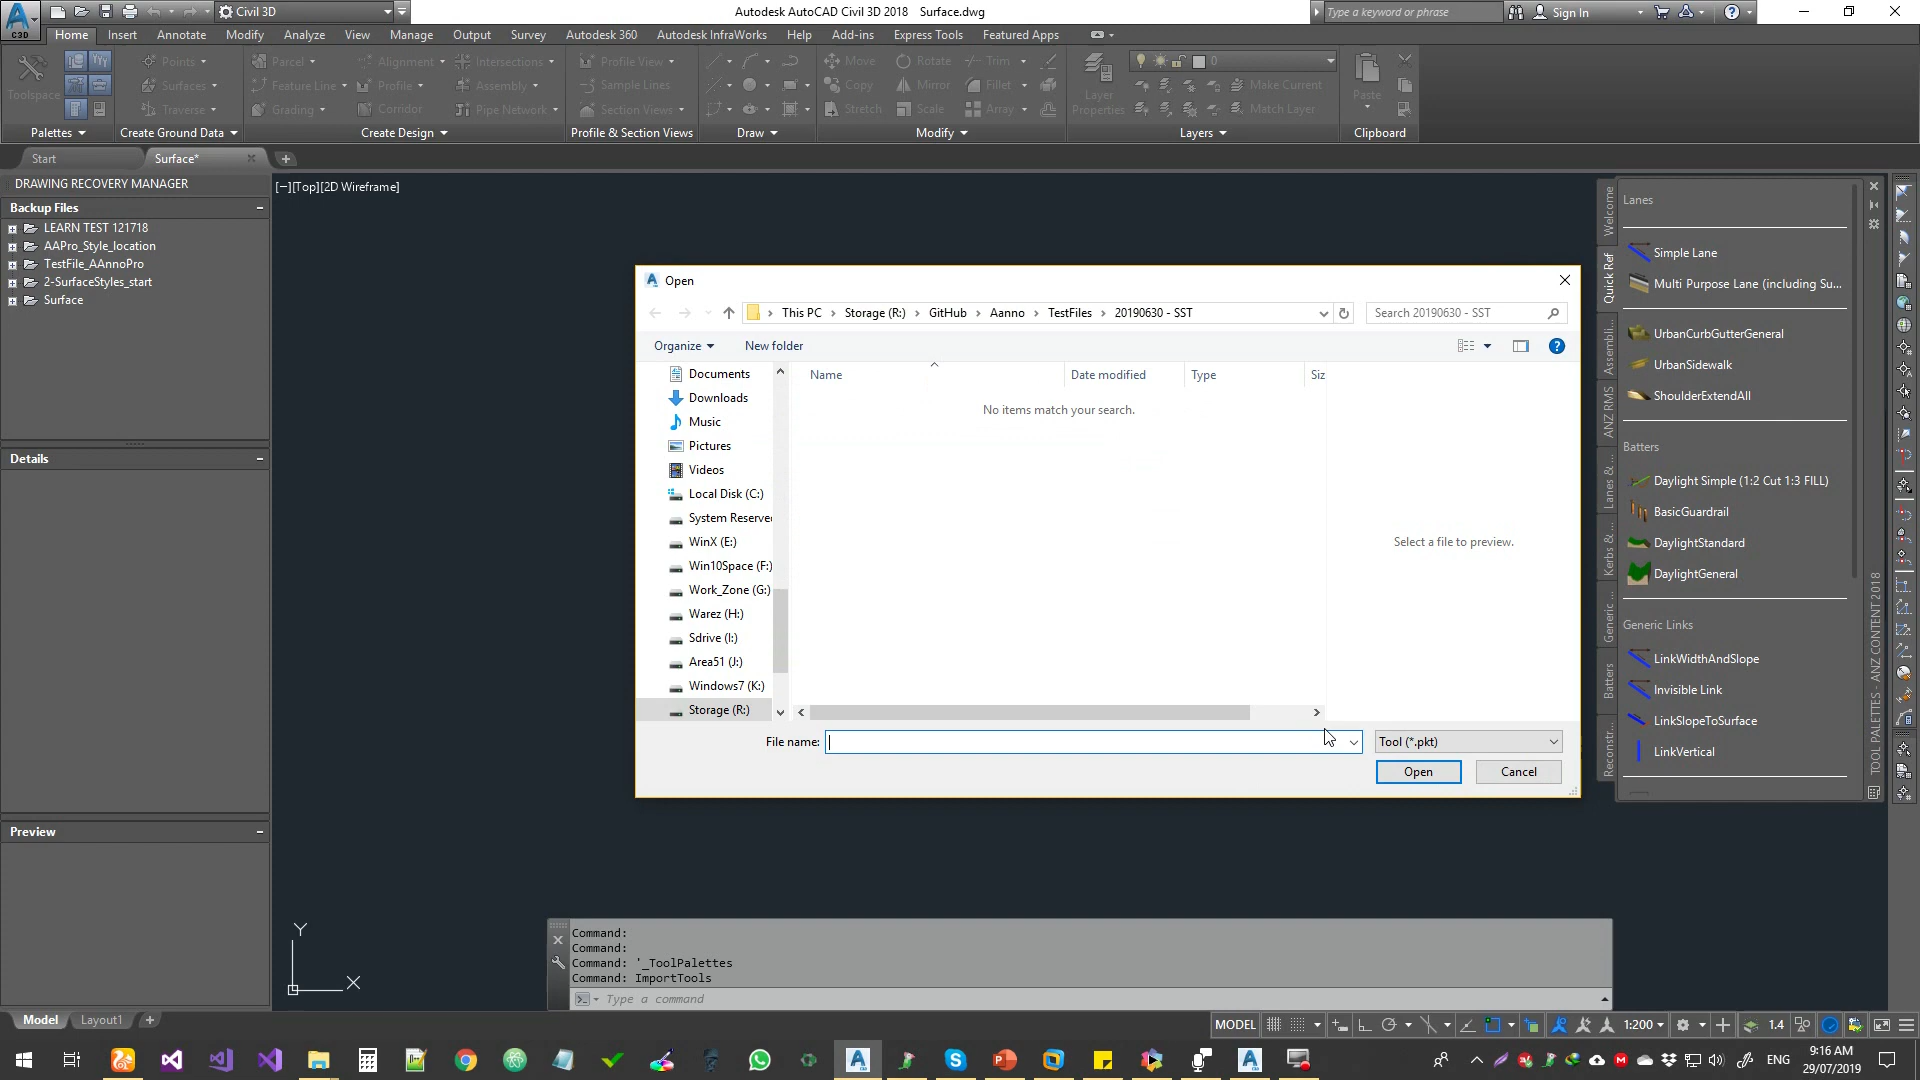 C3D
Civil 3D
Autodesk AutoCAD Civil 3D 2018 Surface.dwg
Type a keyword or phrase
Sign In
Home Insert Annotate Modify Analyze View Manage Output Survey Autodesk 360 Autodesk InfraWorks Help Add-ins Express Tools Featured Apps
Toolspace
Points
Surfaces
Traverse
Parcel
Feature Line
Grading
Alignment
Profile
Corridor
Intersections
Assembly
Pipe Network
Profile View
Sample Lines
Section Views
Move
Copy
Stretch
Rotate
Mirror
Scale
Trim
Fillet
Array
Layer
Properties
0
Make Current
Match Layer
Paste
Palettes
Create Ground Data
Create Design
Profile & Section Views
Draw
Modify
Layers
Clipboard
Start
Surface*
DRAWING RECOVERY MANAGER
Backup Files
LEARN TEST 121718
AAPro_Style_location
TestFile_AAnnoPro
2-SurfaceStyles_start
Surface
Details
Preview
[−][Top][2D Wireframe]
Open
This PC › Storage (R:) › GitHub › Aanno › TestFiles › 20190630 - SST
Search 20190630 - SST
Organize
New folder
Documents
Downloads
Music
Pictures
Videos
Local Disk (C:)
System Reserve
WinX (E:)
Win10Space (F:)
Work_Zone (G:)
Warez (H:)
Sdrive (I:)
Area51 (J:)
Windows7 (K:)
Storage (R:)
Name
Date modified
Type
Siz
No items match your search.
Select a file to preview.
File name:
Tool (*.pkt)
Open
Cancel
Welcome
Quick Ref
Assembli...
ANZ RMS
Lanes & ...
Kerbs & ...
Generic ...
Batters
Reconstr...
Lanes
Simple Lane
Multi Purpose Lane (including Su...
UrbanCurbGutterGeneral
UrbanSidewalk
ShoulderExtendAll
Batters
Daylight Simple (1:2 Cut 1:3 FILL)
BasicGuardrail
DaylightStandard
DaylightGeneral
Generic Links
LinkWidthAndSlope
Invisible Link
LinkSlopeToSurface
LinkVertical
TOOL PALETTES - ANZ CONTENT 2018
Y
X
Command:
Command:
Command: '_ToolPalettes
Command: ImportTools
Type a command
Model
Layout1
MODEL
1:200
1.4
ENG
9:16 AM
29/07/2019